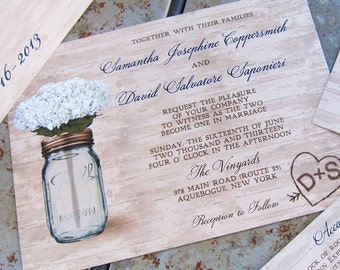 TOGETHER WITH THEIR FAMILIES
Samantha Josephine Coppersmith
AND
David Salvatore Saponieri
REQUEST THE PLEASURE
OF YOUR COMPANY
TO WITNESS AS THE TWO
BECOME ONE IN MARRIAGE
SUNDAY, THE SIXTEENTH OF JUNE
TWO THOUSAND AND THIRTEEN
FOUR O'CLOCK IN THE AFTERNOON
The Vineyards
978 MAIN ROAD (ROUTE 25)
AQUEBOGUE, NEW YORK
Reception to Follow
D+S
16-2013